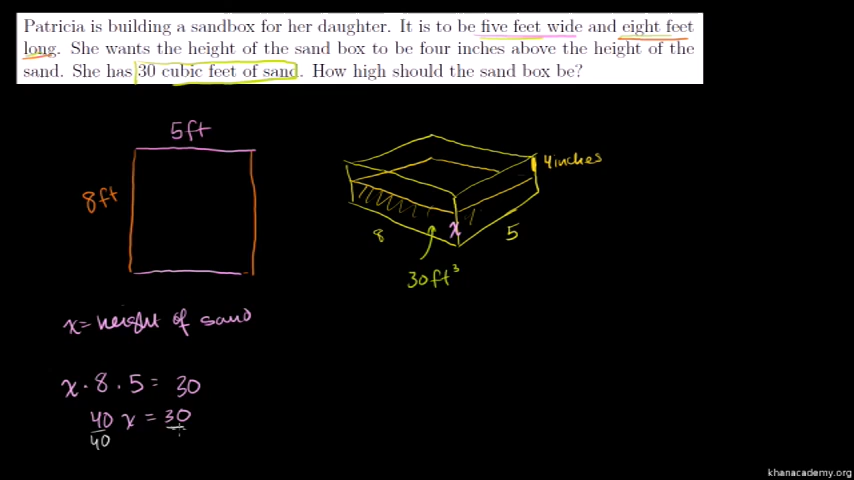 Patricia is building a sandbox for her daughter. It is to be five feet wide and eight feet
long. She wants the height of the sand box to be four inches above the height of the
sand. She has 30 cubic feet of sand. How high should the sand box be?
5ft
8ft
4 inches
x
8
5
30ft³
x = height of sand
x · 8 · 5 = 30
40 x = 30
40
khanacademy.org